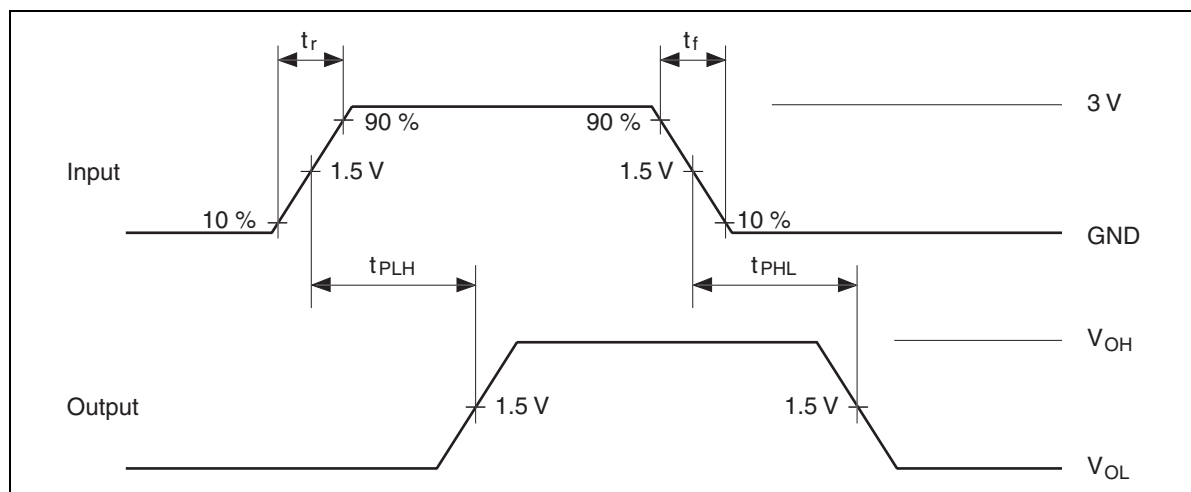 tr
tf
3 V
90 %
90 %
Input
1.5 V
1.5 V
10 %
10 %
GND
tPLH
tPHL
VOH
Output
1.5 V
1.5 V
VOL